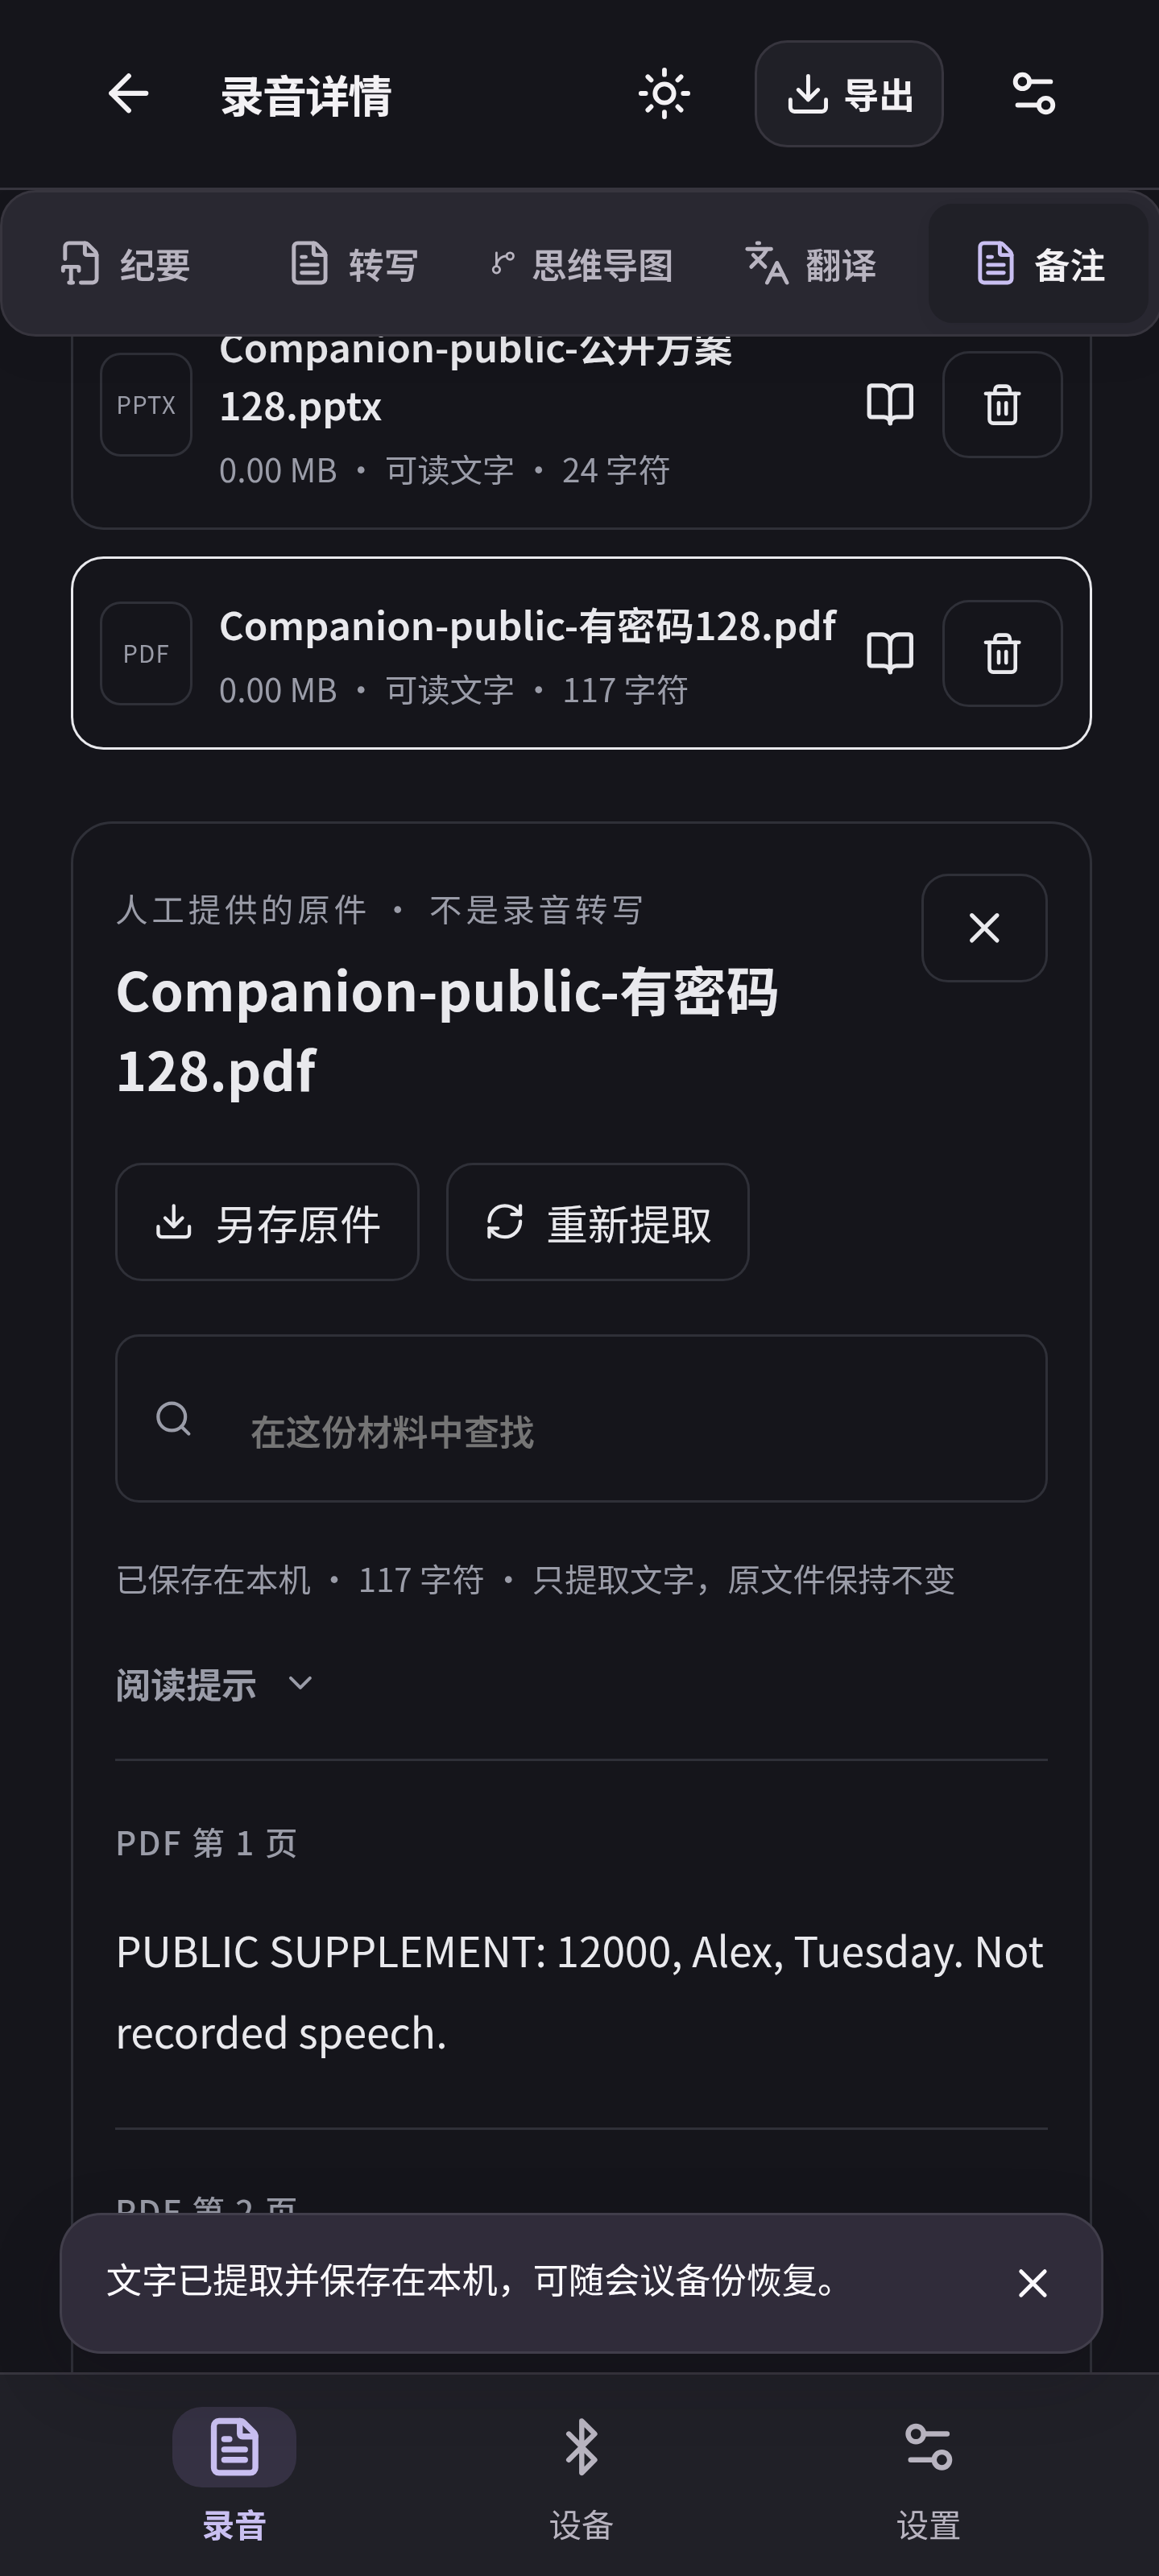 录音详情
导出
纪要
转写
思维导图
翻译
备注
Companion-public-公开方案
128.pptx
PPTX
0.00 MB • 可读文字 • 24 字符
Companion-public-有密码128.pdf
PDF
0.00 MB • 可读文字 • 117 字符
人工提供的原件 • 不是录音转写
Companion-public-有密码
128.pdf
另存原件
重新提取
在这份材料中查找
已保存在本机 • 117 字符 • 只提取文字，原文件保持不变
阅读提示
PDF 第 1 页
PUBLIC SUPPLEMENT: 12000, Alex, Tuesday. Not
recorded speech.
PDF 第 2 页
文字已提取并保存在本机，可随会议备份恢复。
录音
设备
设置